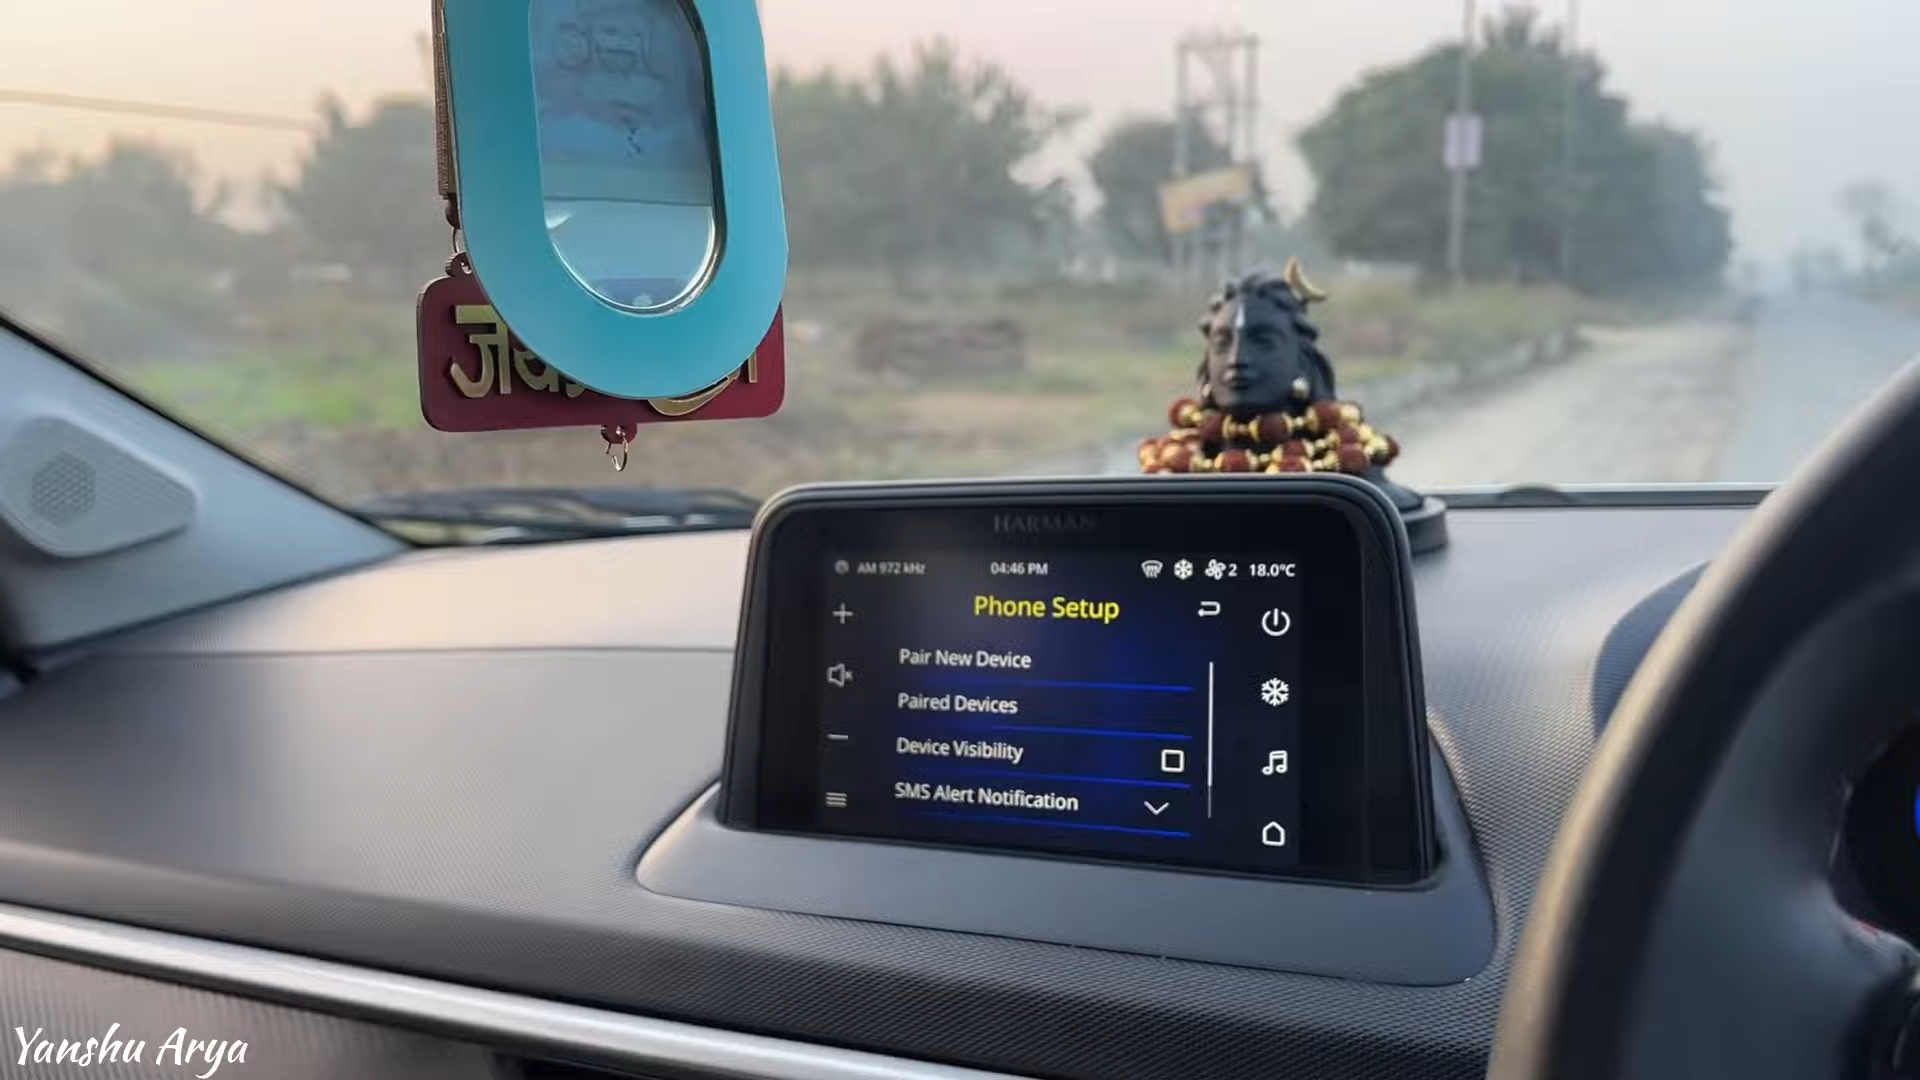 HARMAN
AM 972 kHz 04:46 PM 2 18.0°C
Phone Setup
Pair New Device
Paired Devices
Device Visibility
SMS Alert Notification
Yanshu Arya